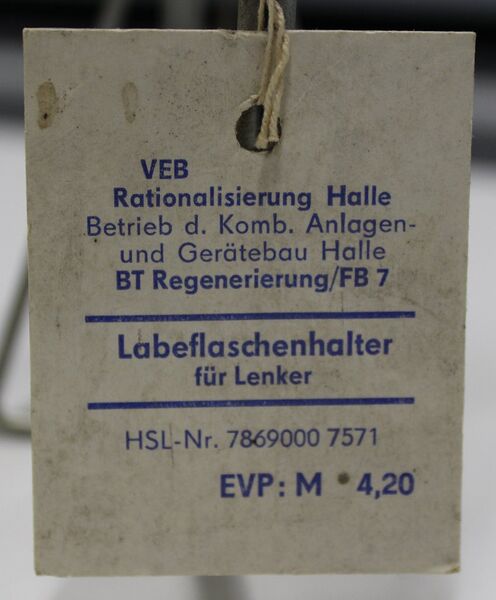 VEB
Rationalisierung Halle
Betrieb d. Komb. Anlagen-
und Gerätebau Halle
BT Regenerierung/FB 7
Labeflaschenhalter
für Lenker
HSL-Nr. 7869000 7571
EVP: M 4,20